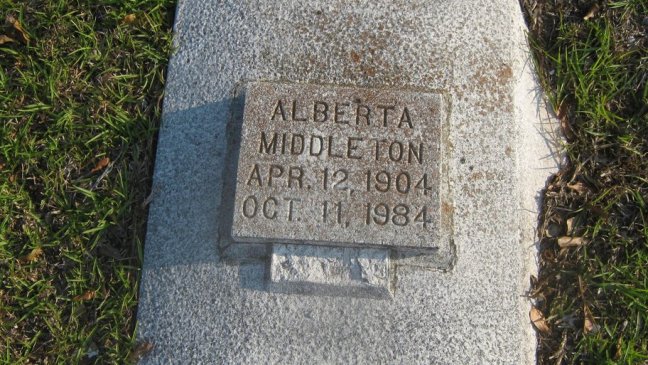 ALBERTA
MIDDLETON
APR. 12, 1904
OCT. 11, 1984